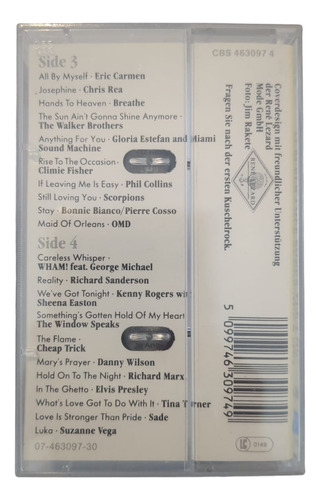 Side 3
All By Myself · Eric Carmen
Josephine · Chris Rea
Hands To Heaven · Breathe
The Sun Ain't Gonna Shine Anymore ·
The Walker Brothers
Anything For You · Gloria Estefan and Miami
Sound Machine
Rise To The Occasion ·
Climie Fisher
If Leaving Me Is Easy · Phil Collins
Still Loving You · Scorpions
Stay · Bonnie Bianco/Pierre Cosso
Maid Of Orleans · OMD
Side 4
Careless Whisper ·
WHAM! feat. George Michael
Reality · Richard Sanderson
We've Got Tonight · Kenny Rogers with
Sheena Easton
Something's Gotten Hold Of My Heart
The Window Speaks
The Flame ·
Cheap Trick
Mary's Prayer · Danny Wilson
Hold On To The Night · Richard Marx
In The Ghetto · Elvis Presley
What's Love Got To Do With It · Tina Turner
Love Is Stronger Than Pride · Sade
Luka · Suzanne Vega
07-463097-30
CBS 463097 4
Coverdesign mit freundlicher Unterstützung
der René Lezard
Mode GmbH
Foto: Jim Rakete
RENE LEZARD
Fragen Sie nach der ersten Kuschelrock.
5 099746 309749
LC 0149